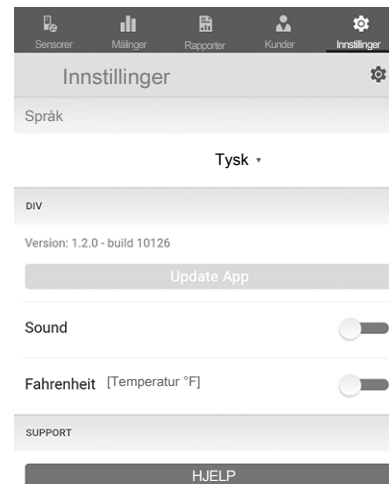 Sensorer Målinger Rapporter Kunder Innstillinger
Innstillinger
Språk
Tysk
DIV
Version: 1.2.0 - build 10126
Update App
Sound
Fahrenheit [Temperatur °F]
SUPPORT
HJELP